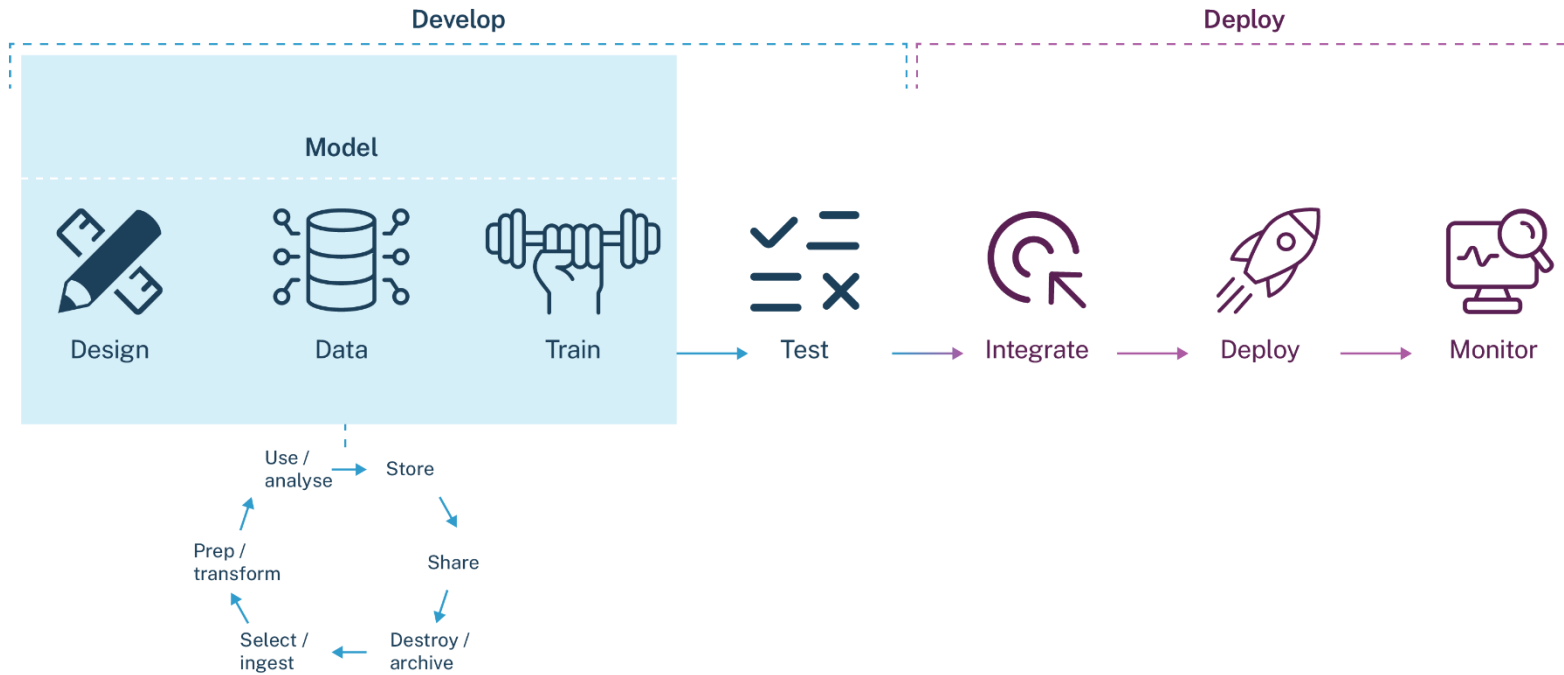 Develop
Deploy
Model
Design
Data
Train
Test
Integrate
Deploy
Monitor
Use /
analyse
Store
Share
Destroy /
archive
Select /
ingest
Prep /
transform